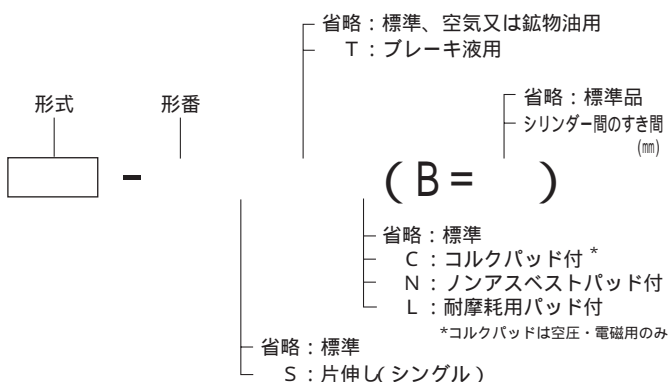 省略:標準、空気又は鉱物油用
T:ブレーキ液用
形式
形番
省略:標準品
シリンダー間のすき間
(㎜)
- (B= )
省略:標準
C:コルクパッド付*
N:ノンアスベストパッド付
L:耐摩耗用パッド付
*コルクパッドは空圧・電磁用のみ
省略:標準
S:片伸し(シングル)